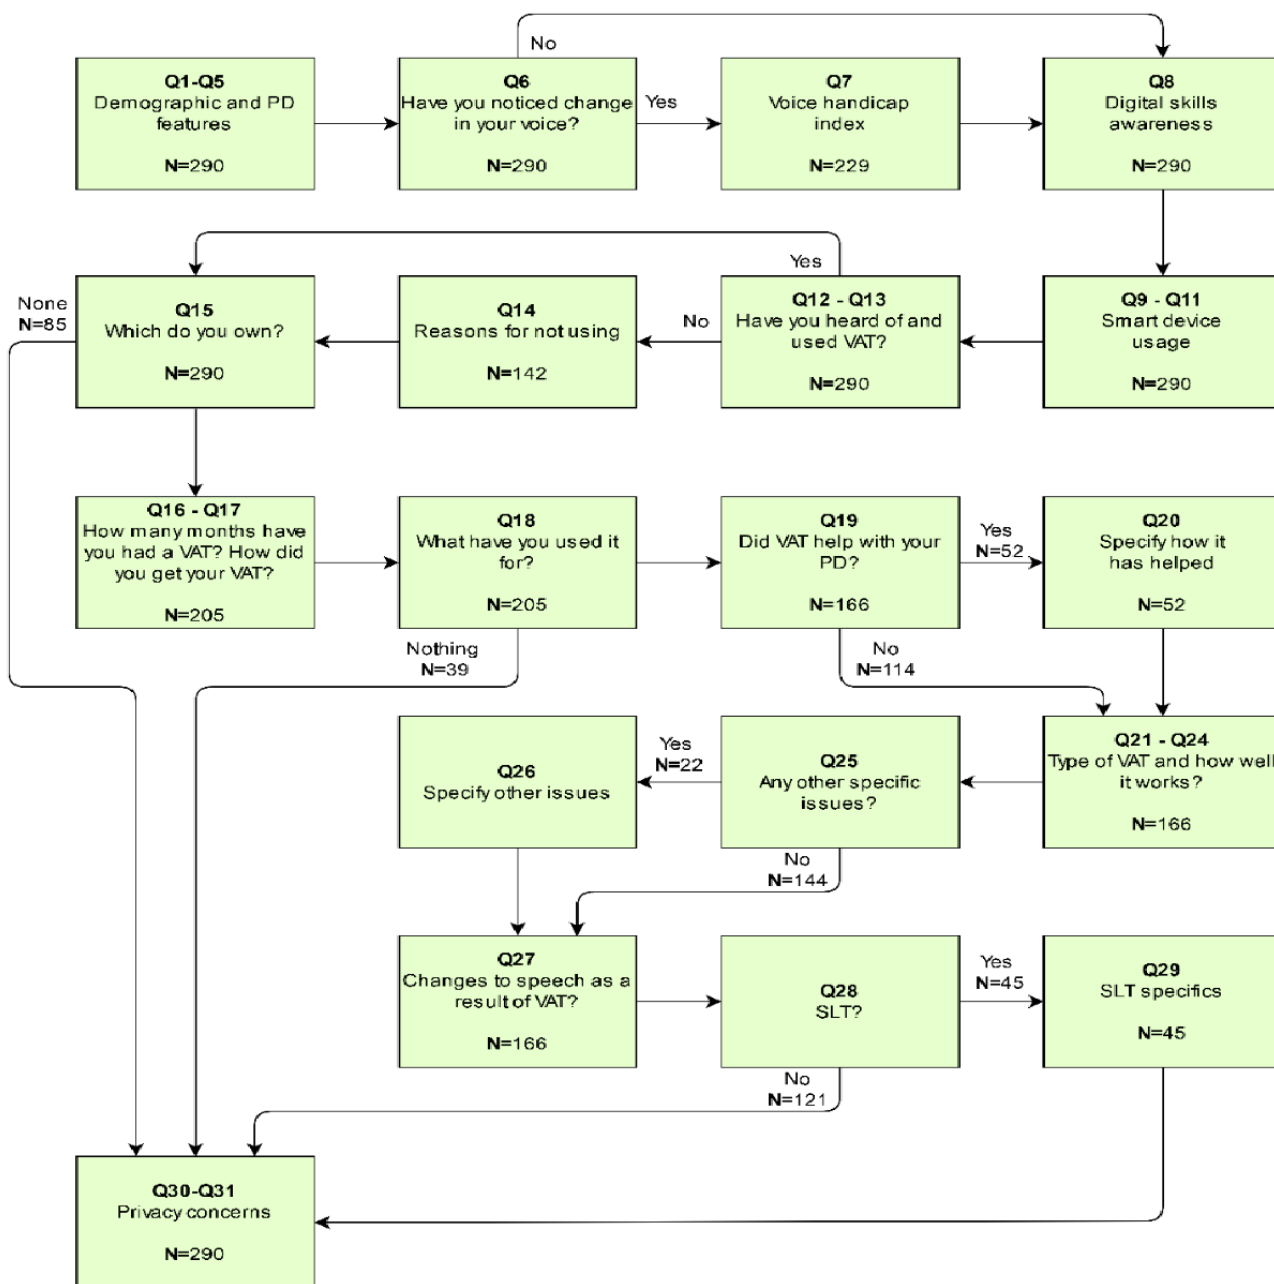 No
Q1-Q5
Demographic and PD
features
N=290
Q6
Have you noticed change
in your voice?
N=290
Yes
Q7
Voice handicap
index
N=229
Q8
Digital skills
awareness
N=290
Yes
None
N=85
Q15
Which do you own?
N=290
Q14
Reasons for not using
N=142
No
Q12 - Q13
Have you heard of and
used VAT?
N=290
Q9 - Q11
Smart device
usage
N=290
Q16 - Q17
How many months have
you had a VAT? How did
you get your VAT?
N=205
Q18
What have you used it
for?
N=205
Q19
Did VAT help with your
PD?
N=166
Yes
N=52
Q20
Specify how it
has helped
N=52
Nothing
N=39
No
N=114
Q26
Specify other issues
Yes
N=22
Q25
Any other specific
issues?
Q21 - Q24
Type of VAT and how well
it works?
N=166
No
N=144
Q27
Changes to speech as a
result of VAT?
N=166
Q28
SLT?
Yes
N=45
Q29
SLT specifics
N=45
No
N=121
Q30-Q31
Privacy concerns
N=290